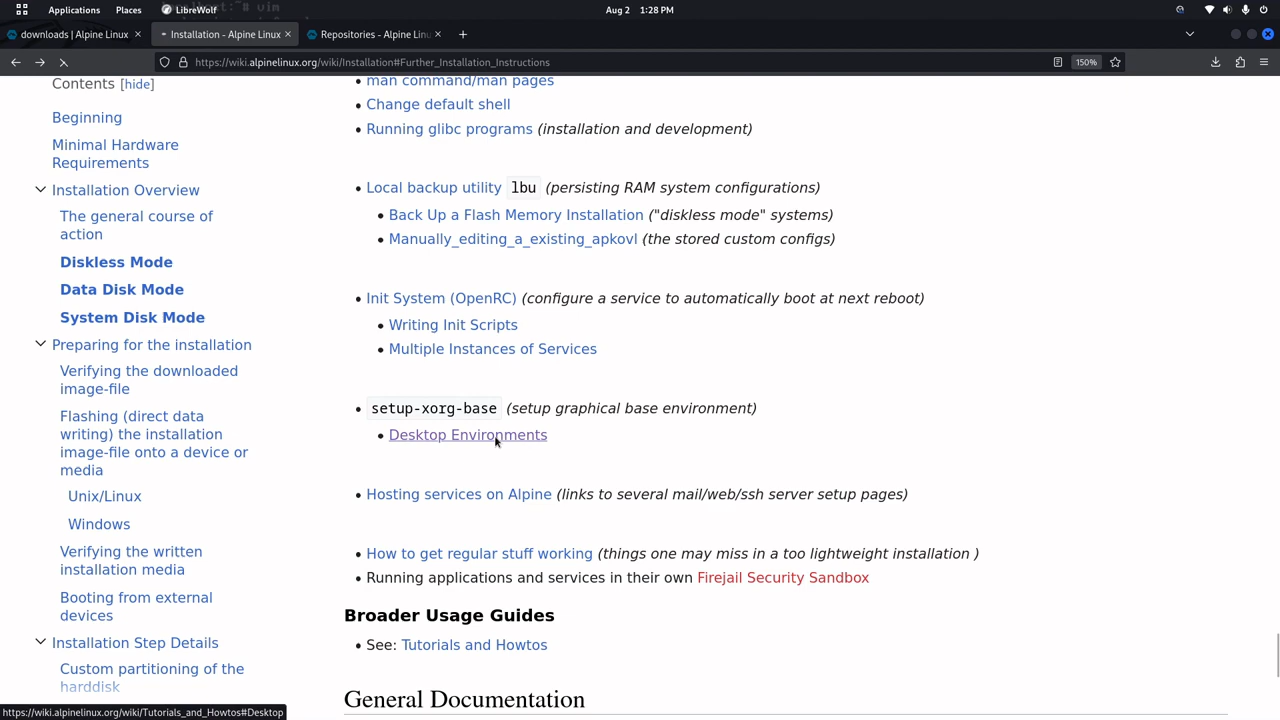 Applications Places LibreWolf Aug 2 1:28 PM
downloads | Alpine Linux Installation - Alpine Linux Repositories - Alpine Linu
https://wiki.alpinelinux.org/wiki/Installation#Further_Installation_Instructions 150%
Contents [hide]
Beginning
Minimal Hardware
Requirements
Installation Overview
The general course of
action
Diskless Mode
Data Disk Mode
System Disk Mode
Preparing for the installation
Verifying the downloaded
image-file
Flashing (direct data
writing) the installation
image-file onto a device or
media
Unix/Linux
Windows
Verifying the written
installation media
Booting from external
devices
Installation Step Details
Custom partitioning of the
harddisk
man command/man pages
Change default shell
Running glibc programs (installation and development)
Local backup utility lbu (persisting RAM system configurations)
Back Up a Flash Memory Installation ("diskless mode" systems)
Manually_editing_a_existing_apkovl (the stored custom configs)
Init System (OpenRC) (configure a service to automatically boot at next reboot)
Writing Init Scripts
Multiple Instances of Services
setup-xorg-base (setup graphical base environment)
Desktop Environments
Hosting services on Alpine (links to several mail/web/ssh server setup pages)
How to get regular stuff working (things one may miss in a too lightweight installation )
Running applications and services in their own Firejail Security Sandbox
Broader Usage Guides
See: Tutorials and Howtos
General Documentation
https://wiki.alpinelinux.org/wiki/Tutorials_and_Howtos#Desktop